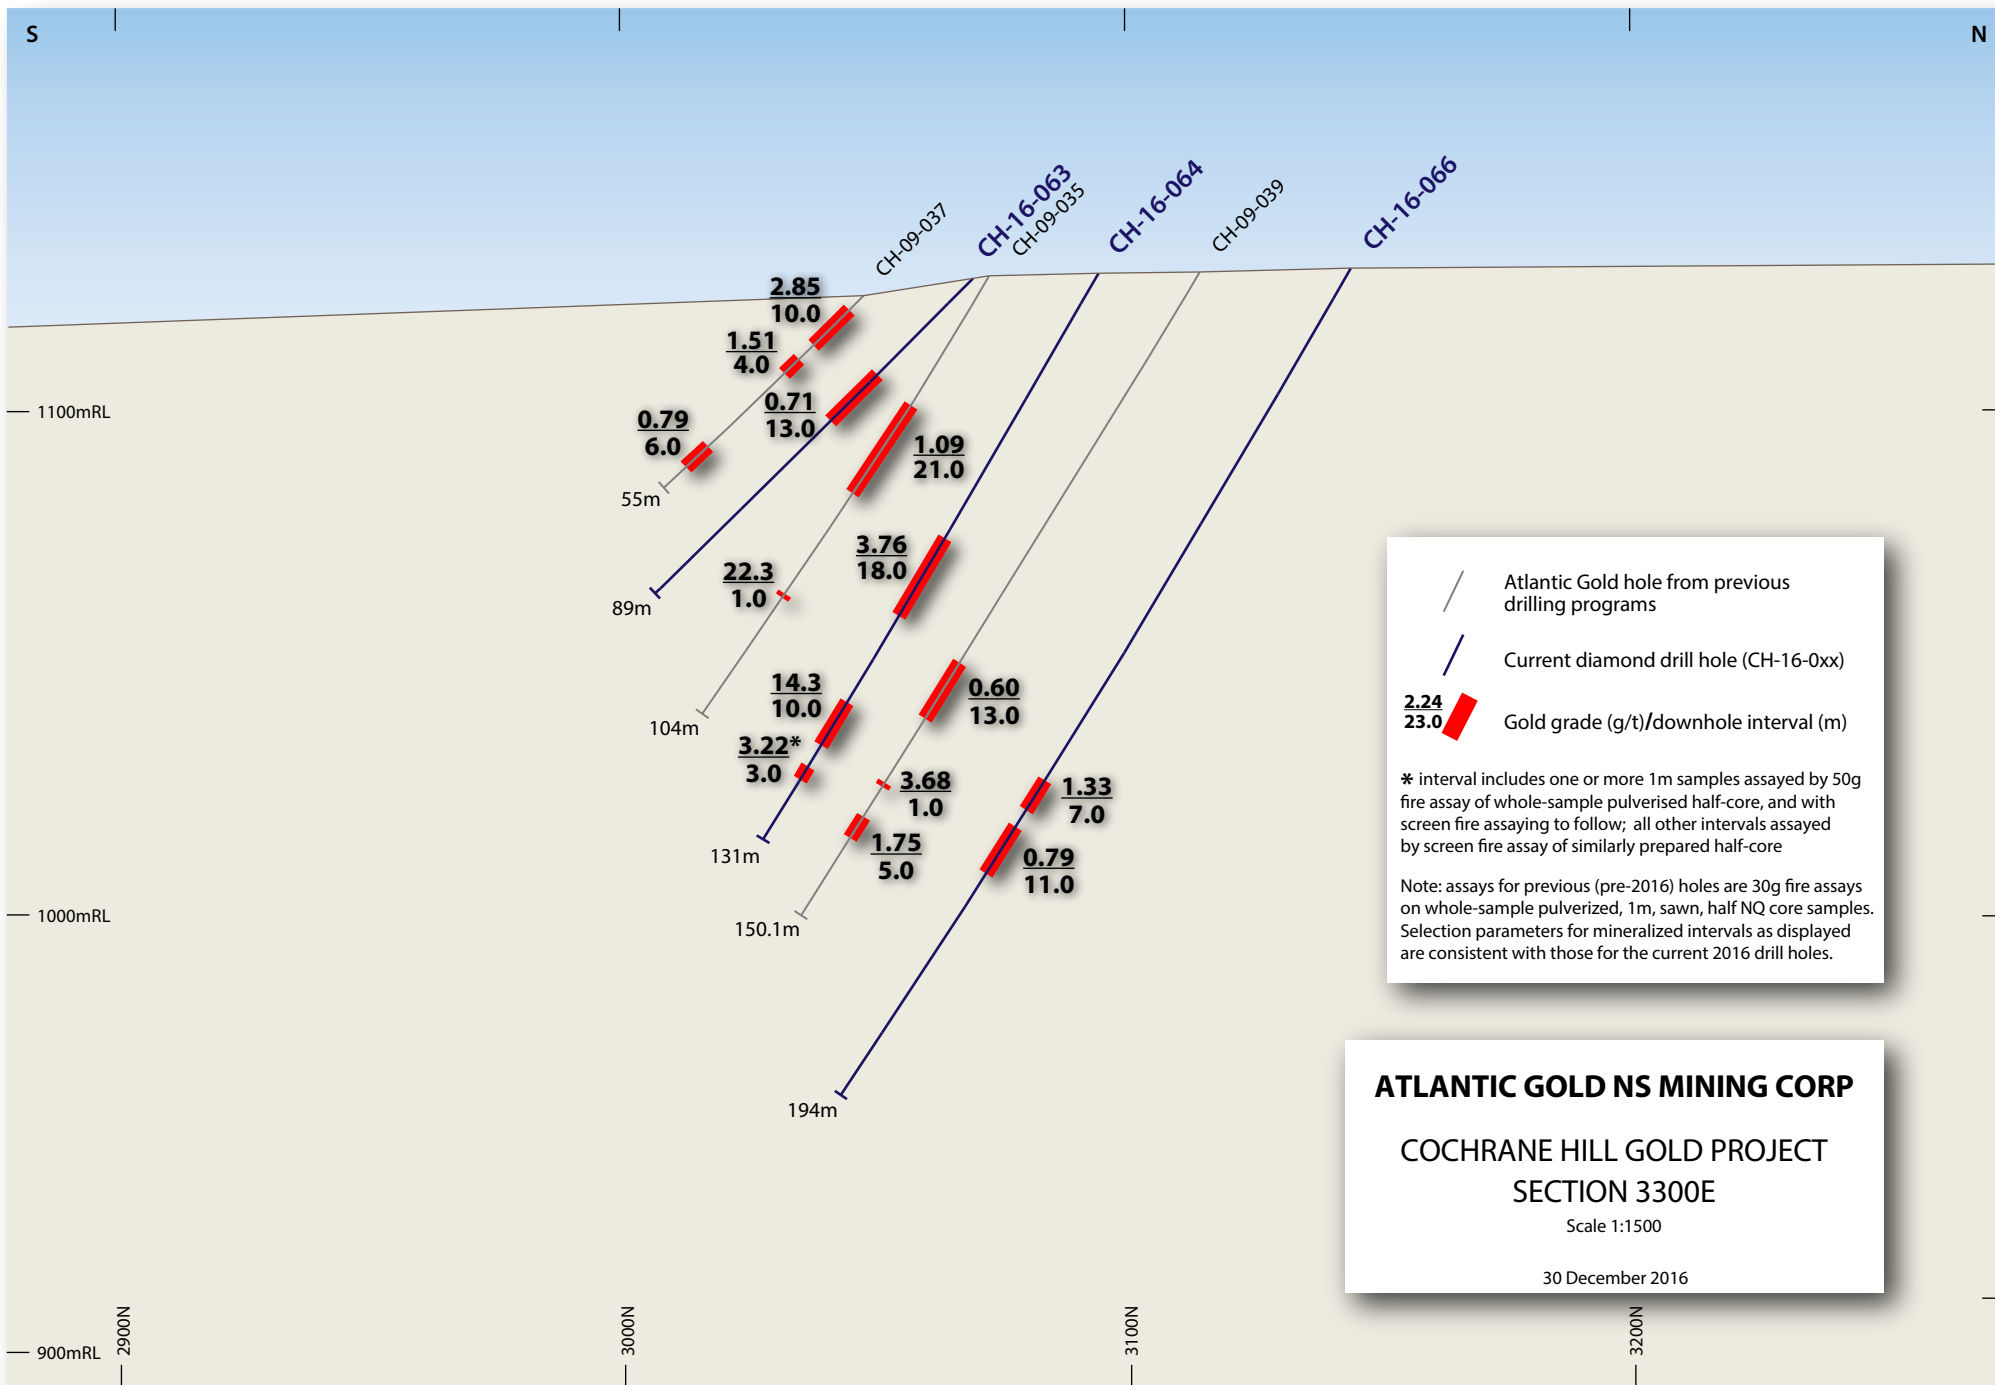 S
N
CH-09-037
CH-16-063
CH-09-035
CH-16-064
CH-09-039
CH-16-066
2.85
10.0
1.51
4.0
0.79
6.0
55m
0.71
13.0
89m
1.09
21.0
22.3
1.0
104m
3.76
18.0
14.3
10.0
3.22*
3.0
131m
0.60
13.0
3.68
1.0
1.75
5.0
150.1m
1.33
7.0
0.79
11.0
194m
1100mRL
1000mRL
900mRL
2900N
3000N
3100N
3200N
Atlantic Gold hole from previous
drilling programs
Current diamond drill hole (CH-16-0xx)
2.24
23.0
Gold grade (g/t)/downhole interval (m)
* interval includes one or more 1m samples assayed by 50g
fire assay of whole-sample pulverised half-core, and with
screen fire assaying to follow; all other intervals assayed
by screen fire assay of similarly prepared half-core
Note: assays for previous (pre-2016) holes are 30g fire assays
on whole-sample pulverized, 1m, sawn, half NQ core samples.
Selection parameters for mineralized intervals as displayed
are consistent with those for the current 2016 drill holes.
ATLANTIC GOLD NS MINING CORP
COCHRANE HILL GOLD PROJECT
SECTION 3300E
Scale 1:1500
30 December 2016